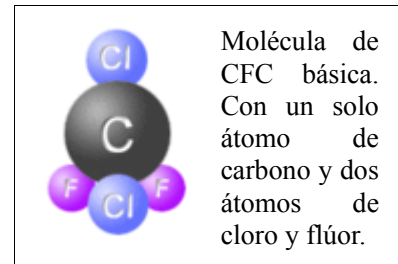 Cl
C
F
Cl
F
Molécula de
CFC básica.
Con un solo
átomo de
carbono y dos
átomos de
cloro y flúor.